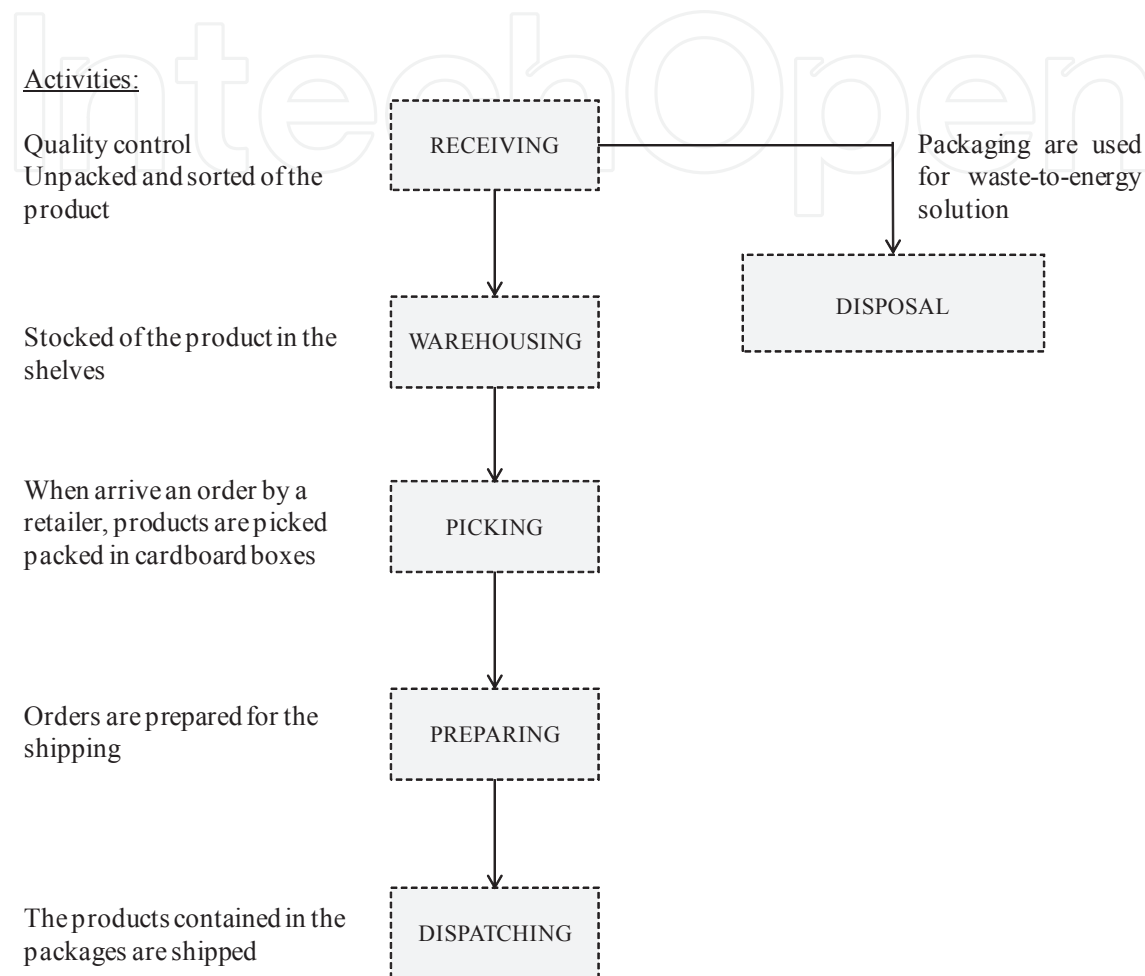 IntechOpen
Activities:
Quality control
Unpacked and sorted of the
product
RECEIVING
Packaging are used
for waste-to-energy
solution
DISPOSAL
Stocked of the product in the
shelves
WAREHOUSING
When arrive an order by a
retailer, products are picked
packed in cardboard boxes
PICKING
Orders are prepared for the
shipping
PREPARING
The products contained in the
packages are shipped
DISPATCHING